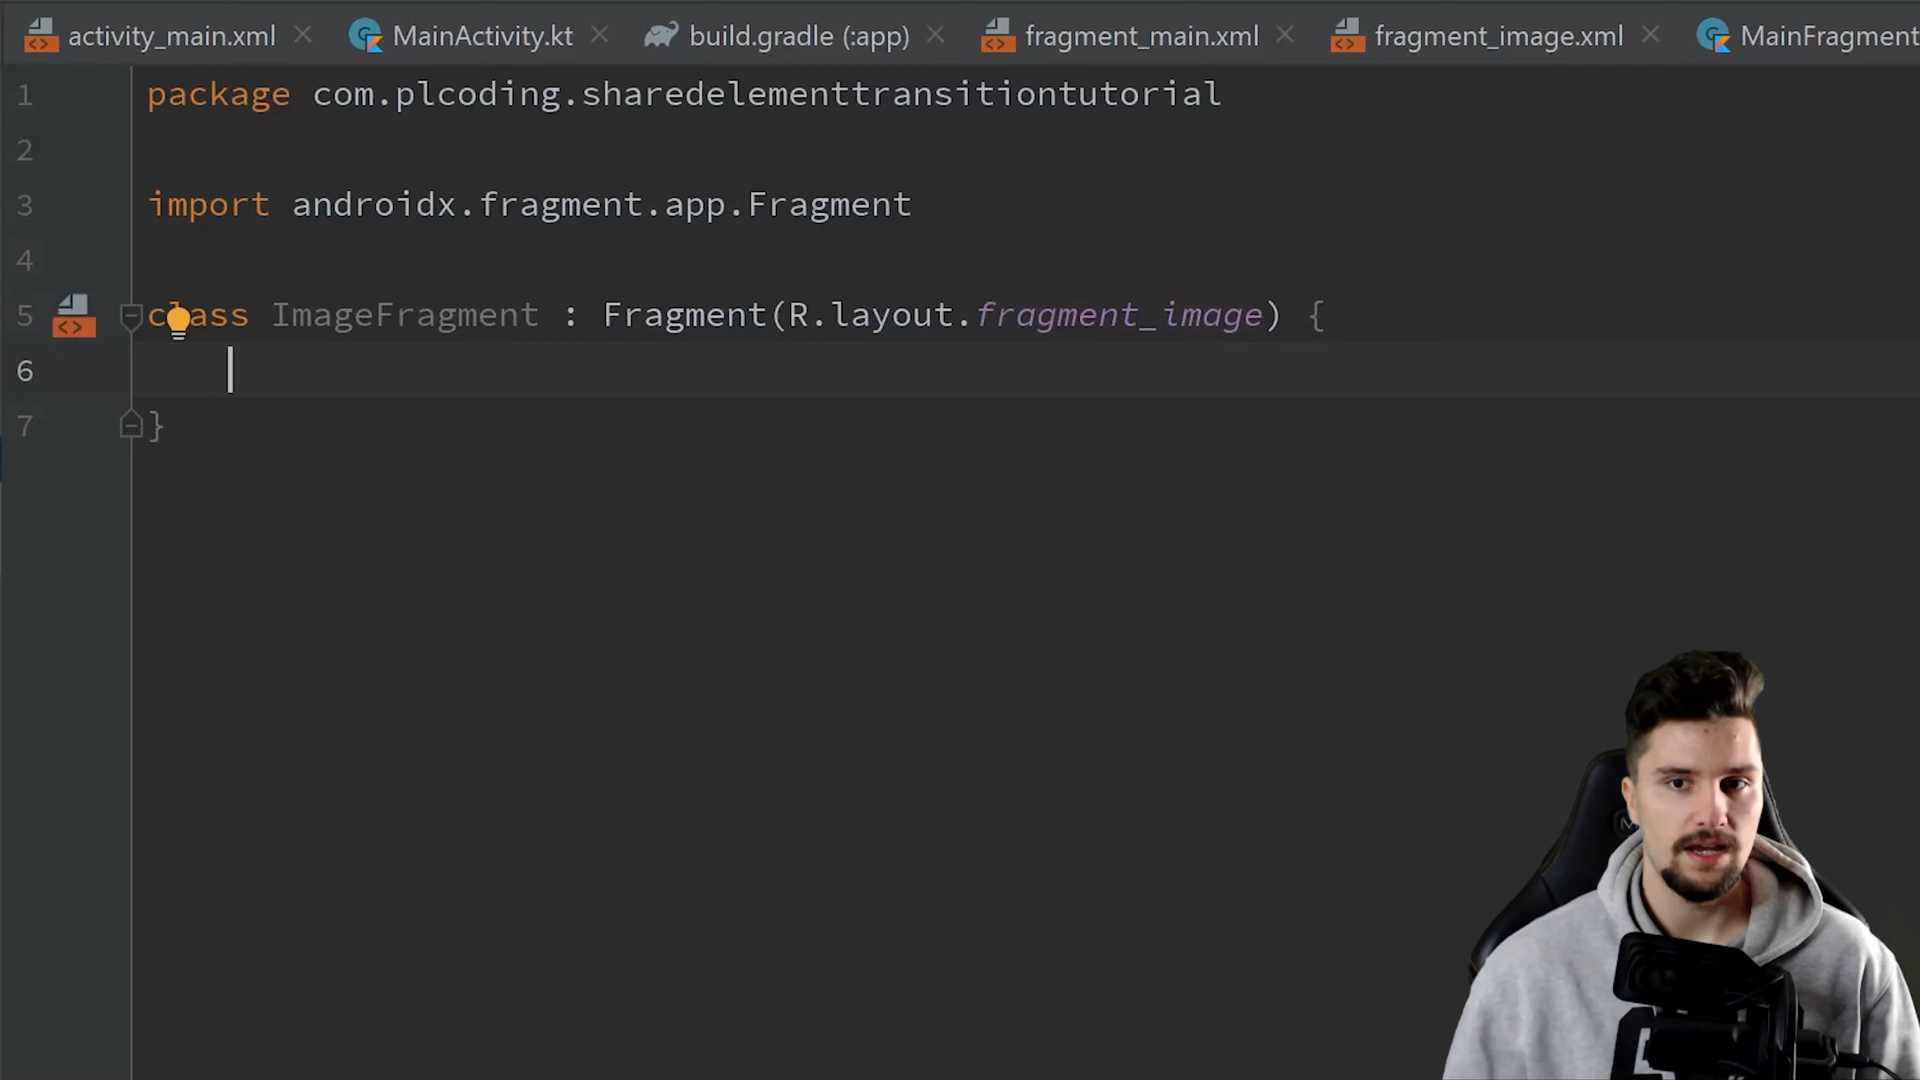 activity_main.xml
MainActivity.kt
build.gradle (:app)
fragment_main.xml
fragment_image.xml
MainFragment
1 package com.plcoding.sharedelementtransitiontutorial
2
3 import androidx.fragment.app.Fragment
4
5 class ImageFragment : Fragment(R.layout.fragment_image) {
6
7 }